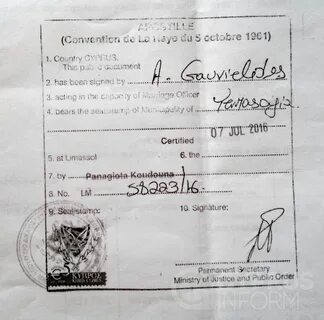 APOSTILLE
(Convention de La Haye du 5 octobre 1961)
1. Country CYPRUS.
This public document
2. has been signed by A. Gavrielides
3. acting in the capacity of Marriage Officer
4. bears the seal/stamp of Municipality of Yermasogia
Certified 07 JUL 2016
5. at Limassol 6. the
7. by Panagiota Koudouna
8. No. LM 58223/16.
9. Seal/stamp: 10. Signature:
ΚΥΠΡΟΣ
Permanent Secretary
Ministry of Justice and Public Order
INFORM